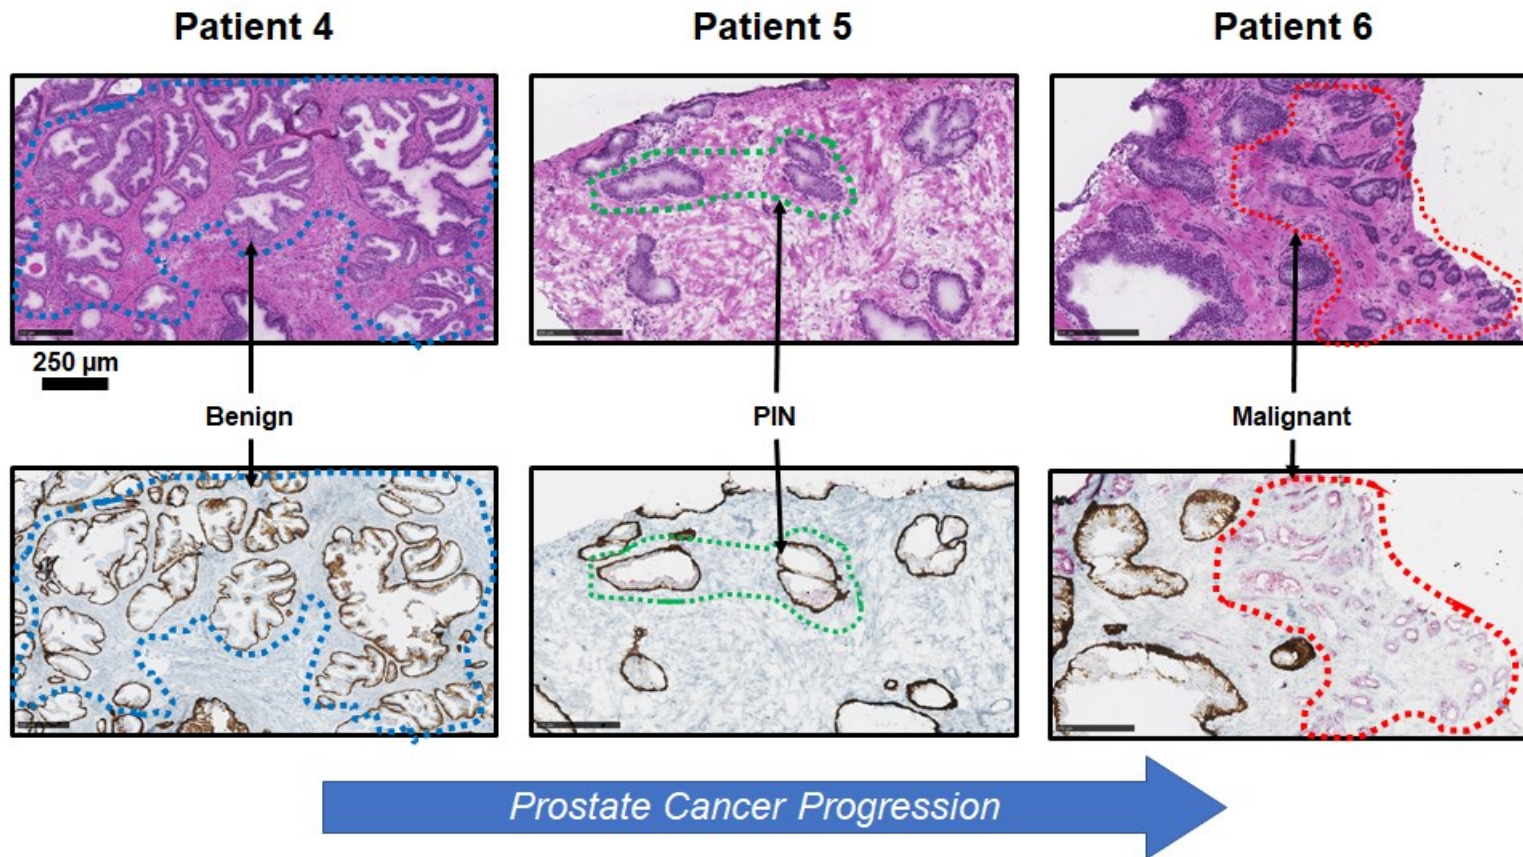 Patient 4
Patient 5
Patient 6
250 µm
Benign
PIN
Malignant
Prostate Cancer Progression